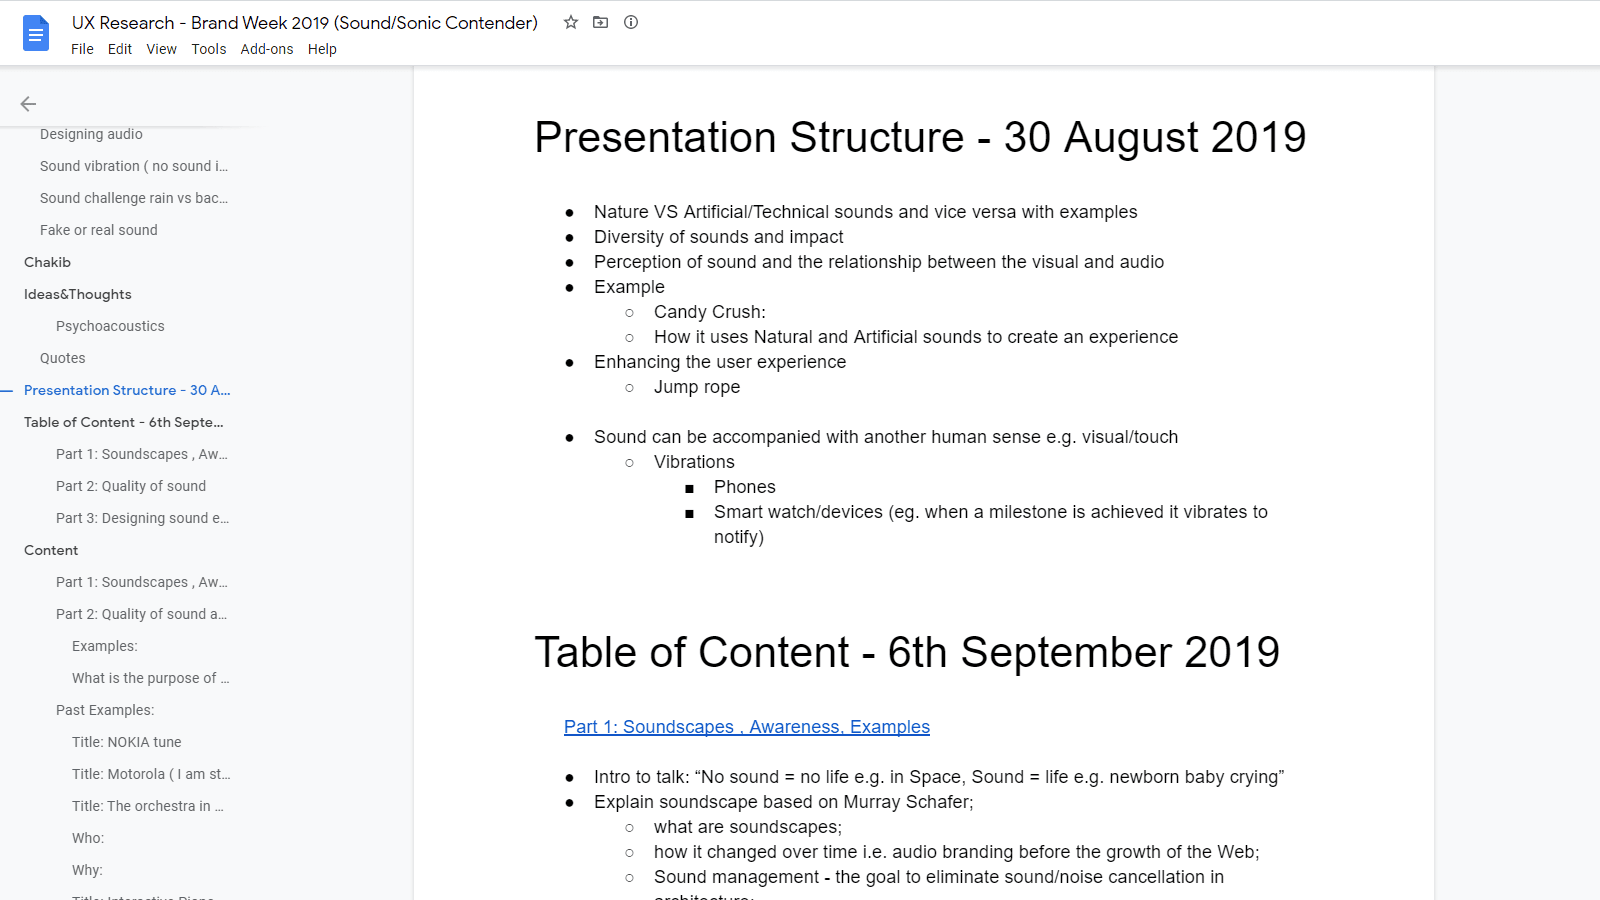 UX Research - Brand Week 2019 (Sound/Sonic Contender)
File Edit View Tools Add-ons Help
Designing audio
Sound vibration ( no sound i...
Sound challenge rain vs bac...
Fake or real sound
Chakib
Ideas&Thoughts
Psychoacoustics
Quotes
Presentation Structure - 30 A...
Table of Content - 6th Septe...
Part 1: Soundscapes , Aw...
Part 2: Quality of sound
Part 3: Designing sound e...
Content
Part 1: Soundscapes , Aw...
Part 2: Quality of sound a...
Examples:
What is the purpose of ...
Past Examples:
Title: NOKIA tune
Title: Motorola ( I am st...
Title: The orchestra in ...
Who:
Why:
Presentation Structure - 30 August 2019
● Nature VS Artificial/Technical sounds and vice versa with examples
● Diversity of sounds and impact
● Perception of sound and the relationship between the visual and audio
● Example
○ Candy Crush:
○ How it uses Natural and Artificial sounds to create an experience
● Enhancing the user experience
○ Jump rope
● Sound can be accompanied with another human sense e.g. visual/touch
○ Vibrations
■ Phones
■ Smart watch/devices (eg. when a milestone is achieved it vibrates to
notify)
Table of Content - 6th September 2019
Part 1: Soundscapes , Awareness, Examples
● Intro to talk: “No sound = no life e.g. in Space, Sound = life e.g. newborn baby crying”
● Explain soundscape based on Murray Schafer;
○ what are soundscapes;
○ how it changed over time i.e. audio branding before the growth of the Web;
○ Sound management - the goal to eliminate sound/noise cancellation in
architecture;